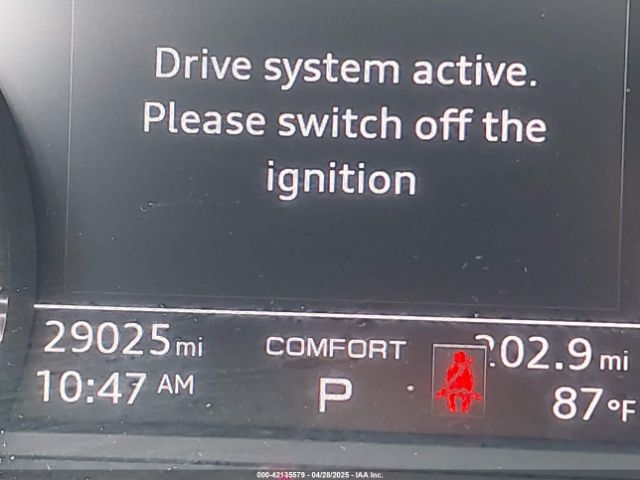 Drive system active.
Please switch off the
ignition
29025 mi
COMFORT
02.9 mi
10:47 AM
P
87°F
000-42135579 - 04/28/2025 - IAA Inc.